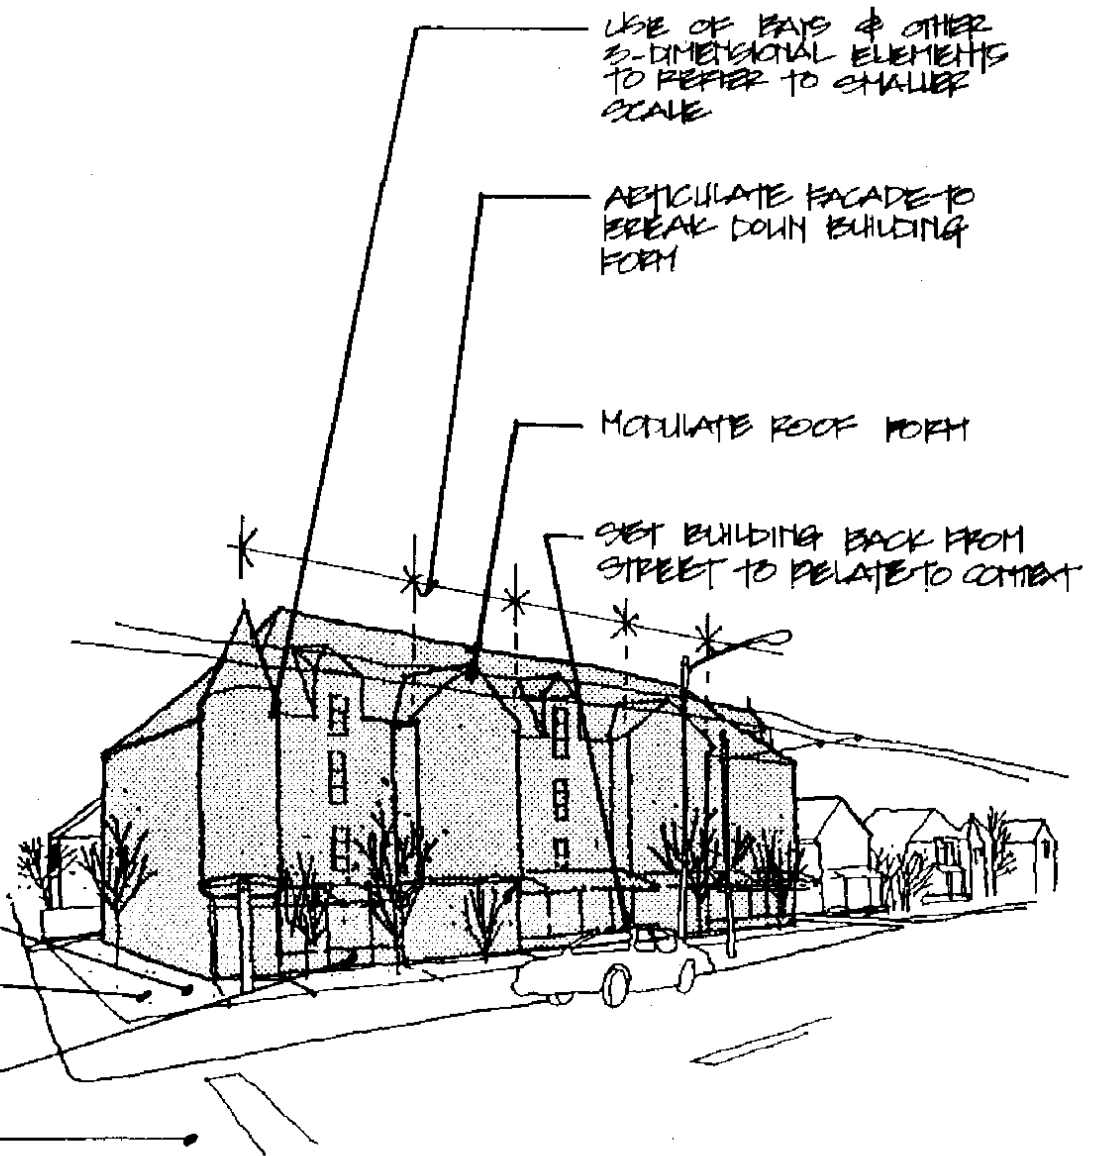 USE OF BAYS & OTHER
3-DIMENSIONAL ELEMENTS
TO REFER TO SMALLER
SCALE
ARTICULATE FACADE TO
BREAK DOWN BUILDING
FORM
MODULATE ROOF FORM
SET BUILDING BACK FROM
STREET TO RELATE TO CONTEXT